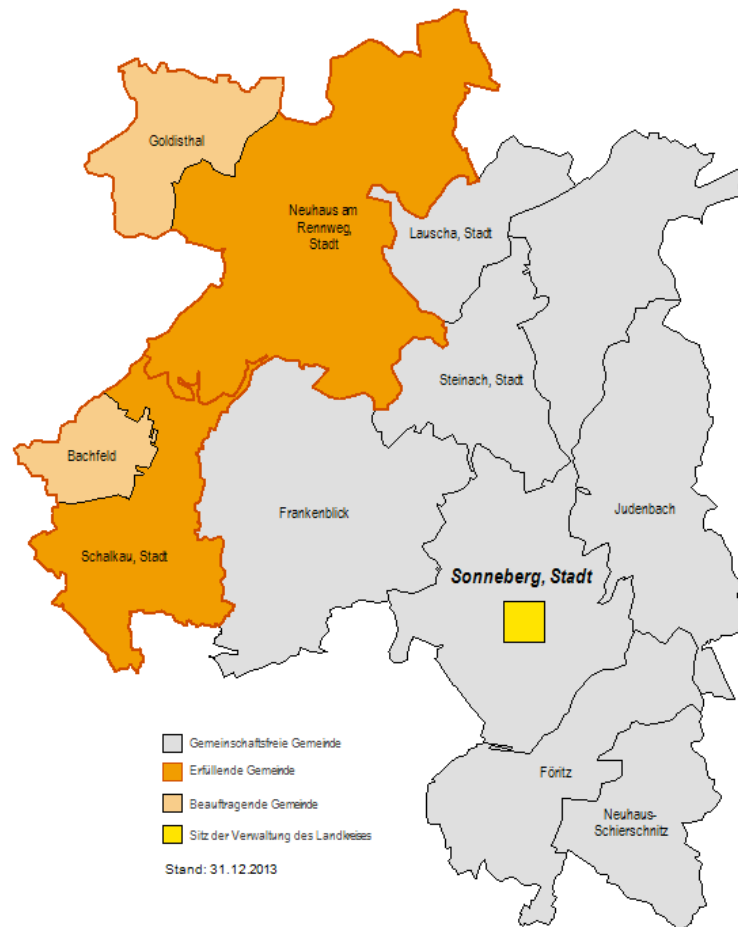 Goldisthal
Neuhaus am
Rennweg,
Stadt
Lauscha, Stadt
Steinach, Stadt
Bachfeld
Frankenblick
Judenbach
Schalkau, Stadt
Sonneberg, Stadt
Föritz
Neuhaus-
Schierschnitz
Gemeinschaftsfreie Gemeinde
Erfüllende Gemeinde
Beauftragende Gemeinde
Sitz der Verwaltung des Landkreises
Stand: 31.12.2013